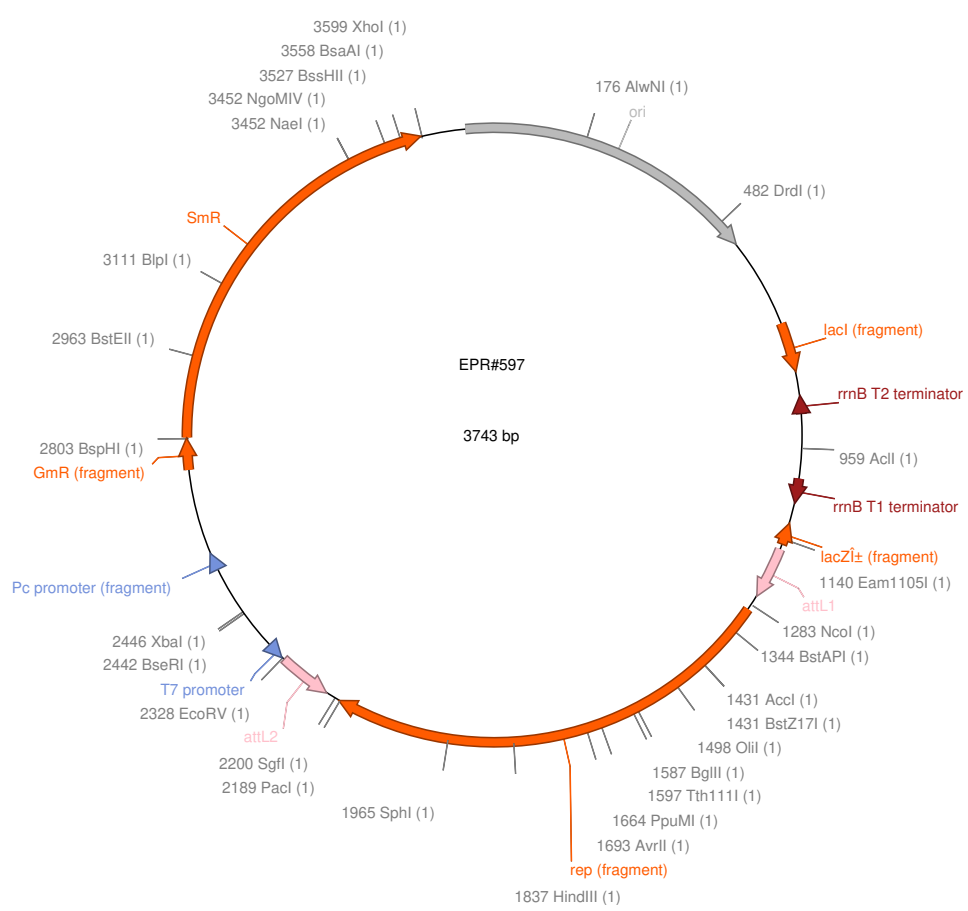 3599 XhoI (1)
3558 BsaAI (1)
3527 BssHII (1)
3452 NgoMIV (1)
3452 NaeI (1)
176 AlwNI (1)
ori
482 DrdI (1)
SmR
3111 BlpI (1)
2963 BstEII (1)
lacI (fragment)
EPR#597
rrnB T2 terminator
3743 bp
2803 BspHI (1)
GmR (fragment)
959 AclI (1)
rrnB T1 terminator
lacZÎ± (fragment)
1140 Eam1105I (1)
Pc promoter (fragment)
attL1
1283 NcoI (1)
2446 XbaI (1)
1344 BstAPI (1)
2442 BseRI (1)
T7 promoter
1431 AccI (1)
2328 EcoRV (1)
1431 BstZ17I (1)
attL2
1498 OliI (1)
2200 SgfI (1)
1587 BglII (1)
2189 PacI (1)
1597 Tth111I (1)
1965 SphI (1)
1664 PpuMI (1)
1693 AvrII (1)
rep (fragment)
1837 HindIII (1)